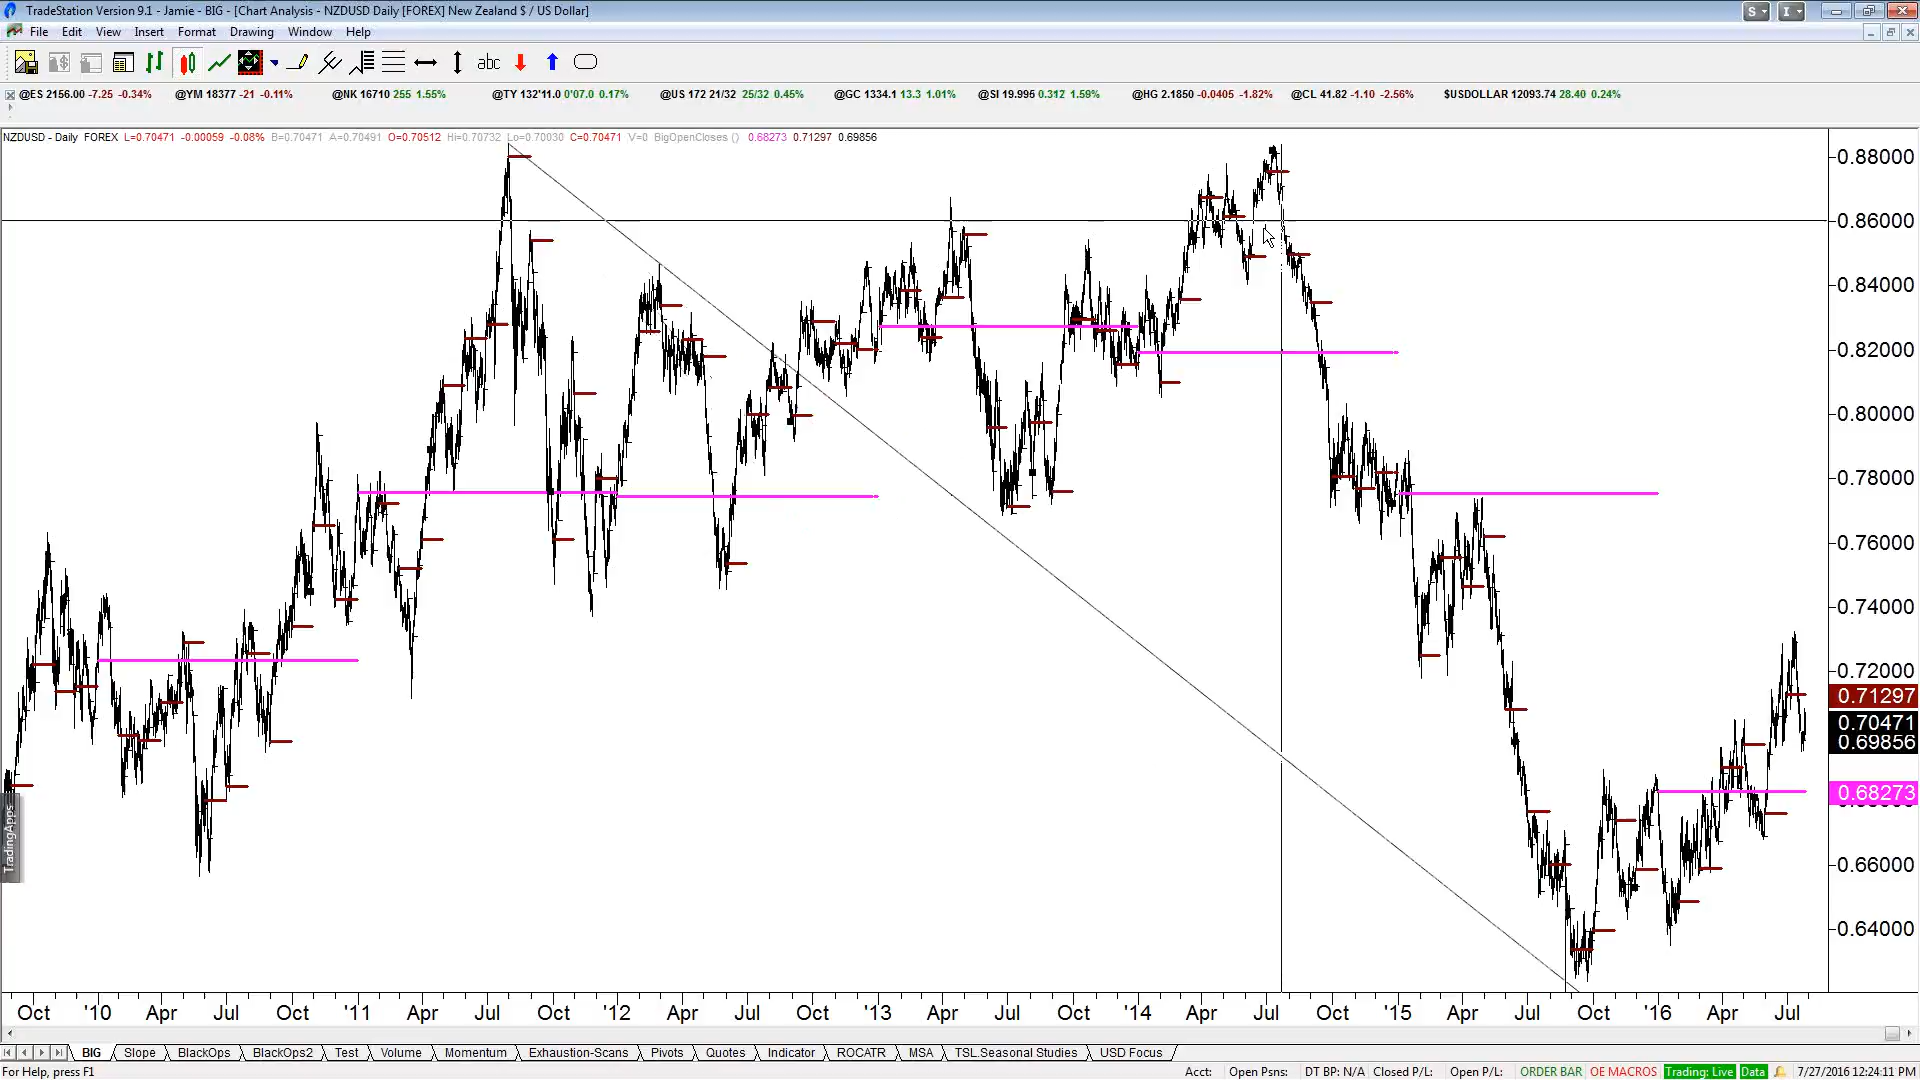 TradeStation Version 9.1 - Jamie - BIG - [Chart Analysis - NZDUSD Daily [FOREX] New Zealand $ / US Dollar]
S I
File Edit View Insert Format Drawing Window Help
abc
@ES 2156.00 -7.25 -0.34% @YM 18377 -21 -0.11% @NK 16710 255 1.55% @TY 132'11.0 0'07.0 0.17% @US 172 21/32 25/32 0.45% @GC 1334.1 13.3 1.01% @SI 19.996 0.312 1.59% @HG 2.1850 -0.0405 -1.82% @CL 41.82 -1.10 -2.56% $USDOLLAR 12093.74 28.40 0.24%
NZDUSD - Daily FOREX L=0.70471 -0.00059 -0.08% B=0.70471 A=0.70491 O=0.70512 Hi=0.70732 Lo=0.70030 C=0.70471 V=0 BigOpenCloses () 0.68273 0.71297 0.69856
0.88000
0.86000
0.84000
0.82000
0.80000
0.78000
0.76000
0.74000
0.72000
0.71297
0.70471
0.69856
0.68273
0.66000
0.64000
TradingApps
Oct '10 Apr Jul Oct '11 Apr Jul Oct '12 Apr Jul Oct '13 Apr Jul Oct '14 Apr Jul Oct '15 Apr Jul Oct '16 Apr Jul
BIG Slope BlackOps BlackOps2 Test Volume Momentum Exhaustion-Scans Pivots Quotes Indicator ROCATR MSA TSL.Seasonal Studies USD Focus
For Help, press F1 Acct: Open Psns: DT BP: N/A Closed P/L: Open P/L: ORDER BAR OE MACROS Trading: Live Data 7/27/2016 12:24:11 PM